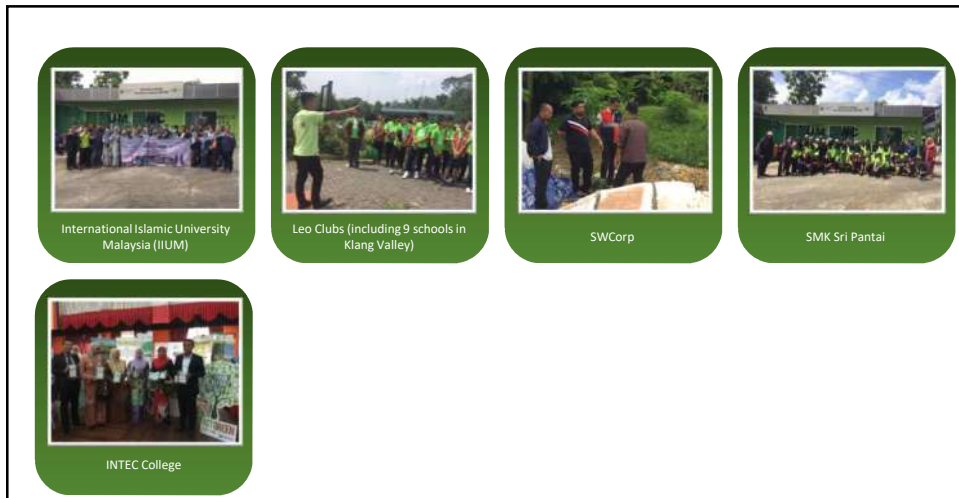 International Islamic University
Malaysia (IIUM)
Leo Clubs (including 9 schools in
Klang Valley)
SWCorp
SMK Sri Pantai
INTEC College